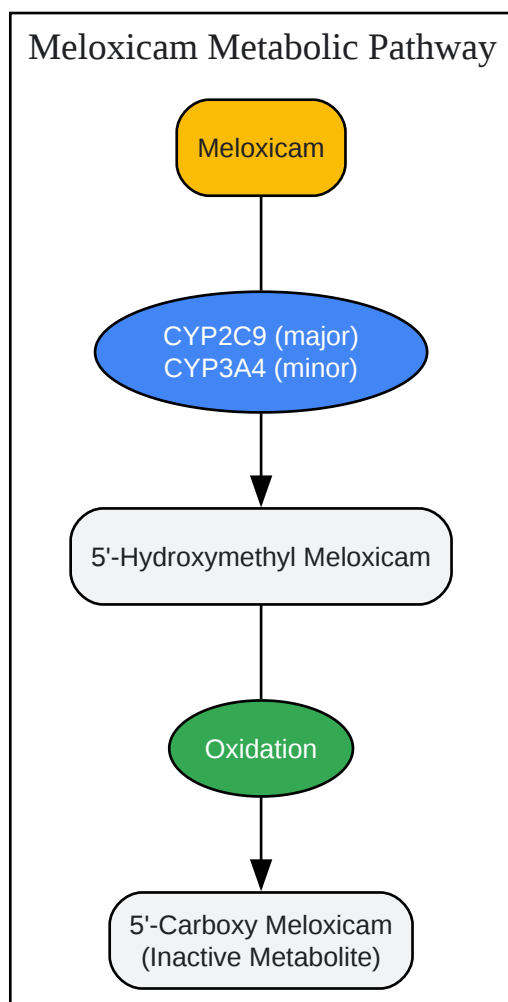 Meloxicam Metabolic Pathway
Meloxicam
CYP2C9 (major)
CYP3A4 (minor)
5'-Hydroxymethyl Meloxicam
Oxidation
5'-Carboxy Meloxicam
(Inactive Metabolite)